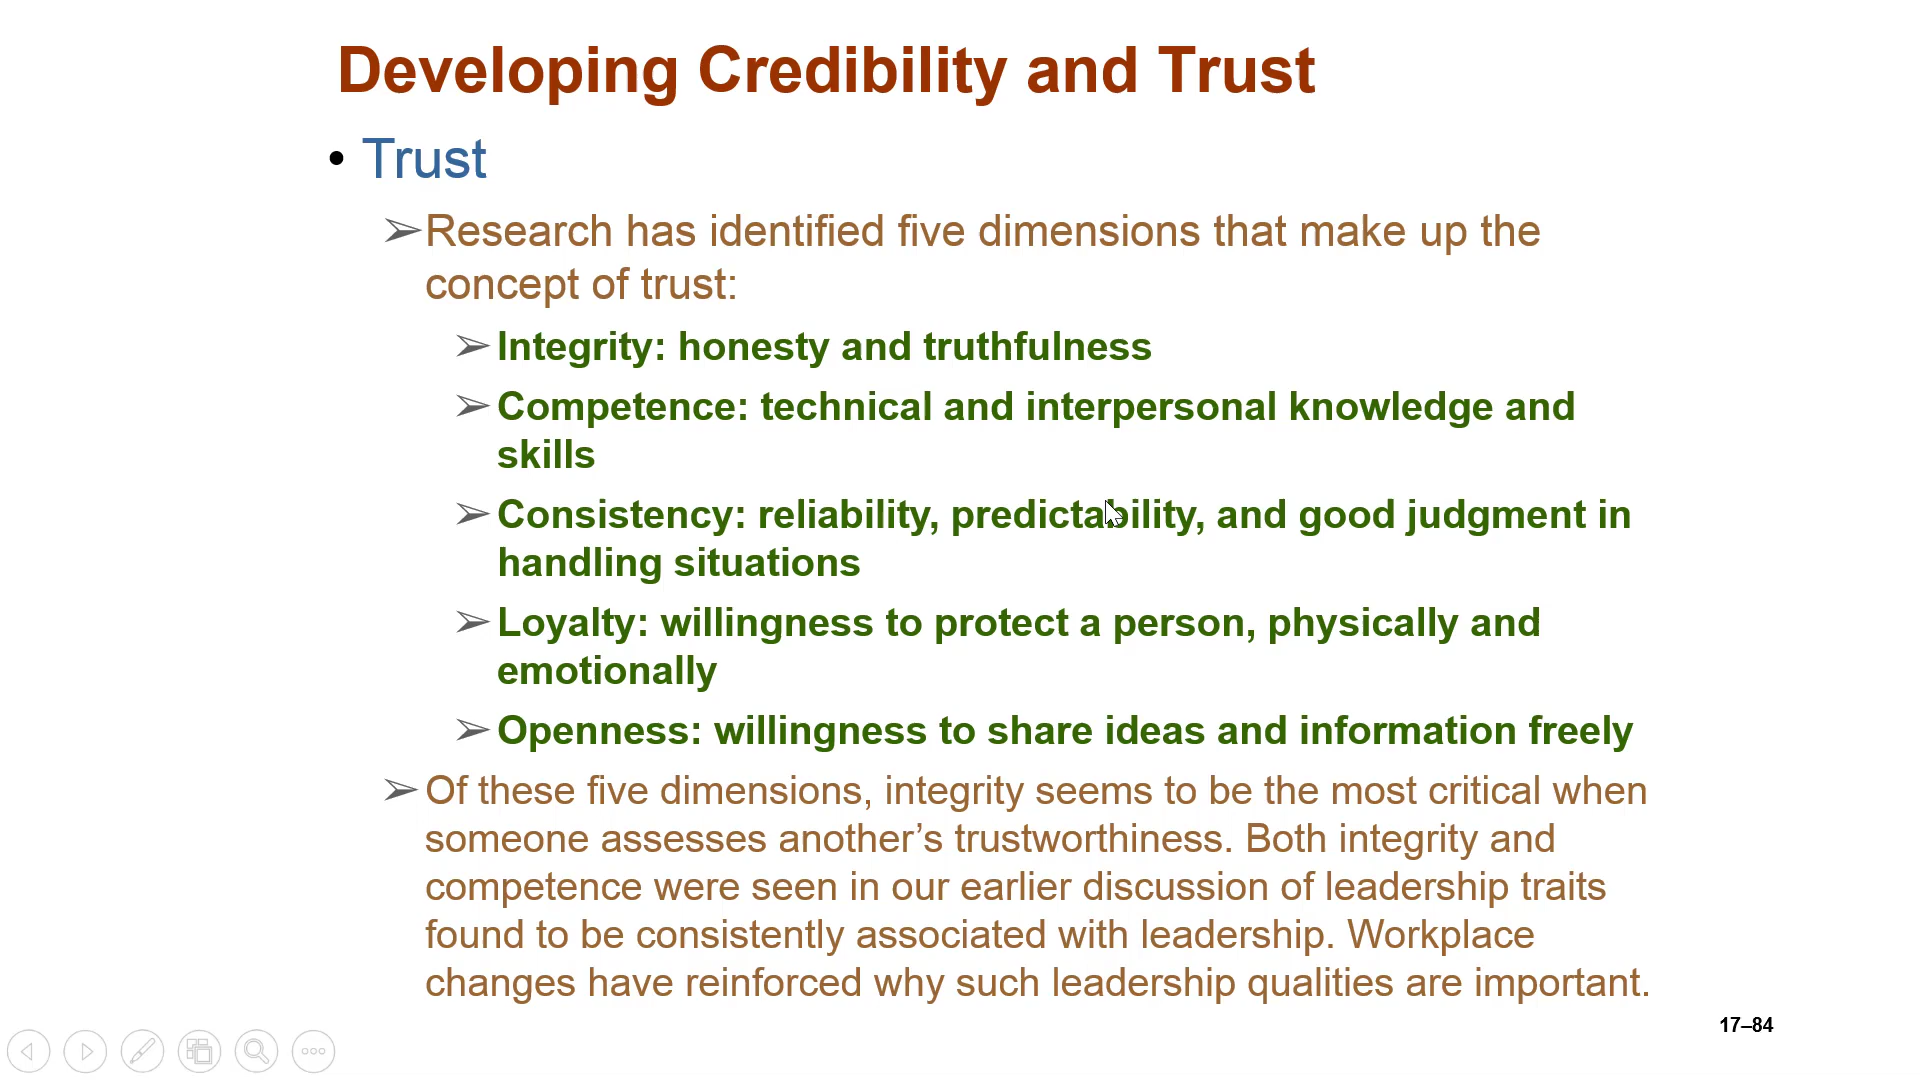 Developing Credibility and Trust
• Trust
➢Research has identified five dimensions that make up the
concept of trust:
➢Integrity: honesty and truthfulness
➢Competence: technical and interpersonal knowledge and
skills
➢Consistency: reliability, predictability, and good judgment in
handling situations
➢Loyalty: willingness to protect a person, physically and
emotionally
➢Openness: willingness to share ideas and information freely
➢Of these five dimensions, integrity seems to be the most critical when
someone assesses another’s trustworthiness. Both integrity and
competence were seen in our earlier discussion of leadership traits
found to be consistently associated with leadership. Workplace
changes have reinforced why such leadership qualities are important.
17–84